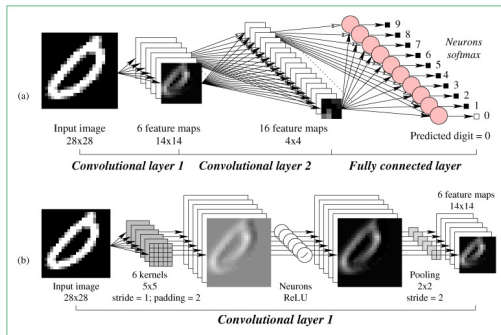 9
8
7
6
5
4
3
2
1
0
Neurons
softmax
(a)
Input image
28x28
6 feature maps
14x14
16 feature maps
4x4
Predicted digit = 0
Convolutional layer 1
Convolutional layer 2
Fully connected layer
6 feature maps
14x14
(b)
Input image
28x28
6 kernels
5x5
stride = 1; padding = 2
Neurons
ReLU
Pooling
2x2
stride = 2
Convolutional layer 1